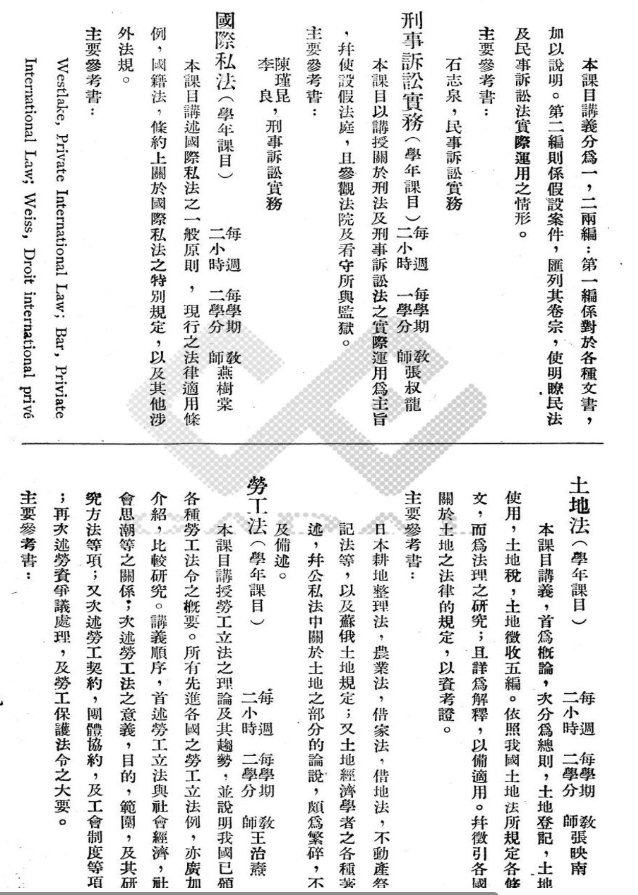 本課目講義分爲一，二兩編：第一編係對於各種文書，
加以說明。第二編則係假設案件，匯列其卷宗，使明瞭民法
及民事訴訟法實際運用之情形。
主要參考書：
石志泉，民事訴訟實務
刑事訴訟實務（學年課目）每週二小時 每學期一學分 教師張叔龍
本課目以講授關於刑法及刑事訴訟法之實際運用爲主旨
，幷使設假法庭，且參觀法院及看守所與監獄。
主要參考書：
陳瑾昆，李良，刑事訴訟實務
國際私法（學年課目）每週二小時 每學期二學分 教師燕樹棠
本課目講述國際私法之一般原則，現行之法律適用條
例，國籍法，條約上關於國際私法之特別規定，以及其他涉
外法規。
主要參考書：
Westlake, Private International Law; Bar, Priviate
International Law; Weiss, Droit international privé
土地法（學年課目）每週二小時 每學期二學分 教師張映南
本課目講義，首爲槪論，次分爲總則，土地登記，土地
使用，土地稅，土地徵收五編。依照我國土地法所規定各條
文，而爲法理之硏究；且詳爲解釋，以備適用。幷徵引各國
關於土地之法律的規定，以資考證。
主要參考書：
日本耕地整理法，農業法，借家法，借地法，不動產登
記法等，以及蘇俄土地規定；又土地經濟學者之各種著
述，幷公私法中關於土地之部分的論說，頗爲繁碎，不
及備述。
勞工法（學年課目）每週二小時 每學期二學分 教師王治燾
本課目講授勞工立法之理論及其趨勢，並說明我國已頒
各種勞工法令之槪要。所有先進各國之勞工立法例，亦廣加
介紹，比較硏究。講義順序，首述勞工立法與社會經濟，社
會思潮等之關係；次述勞工法之意義，目的，範圍，及其硏
究方法等項；又次述勞工契約，團體協約，及工會制度等項
；再次述勞資爭議處理，及勞工保護法令之大要。
主要參考書：